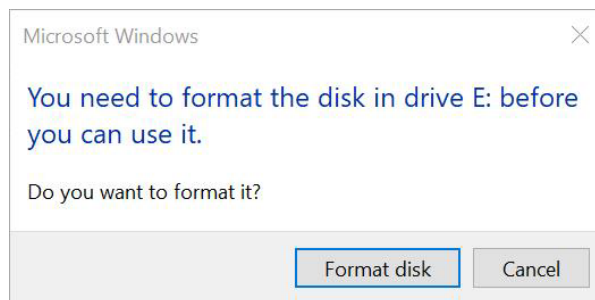 Microsoft Windows
You need to format the disk in drive E: before
you can use it.
Do you want to format it?
Format disk
Cancel